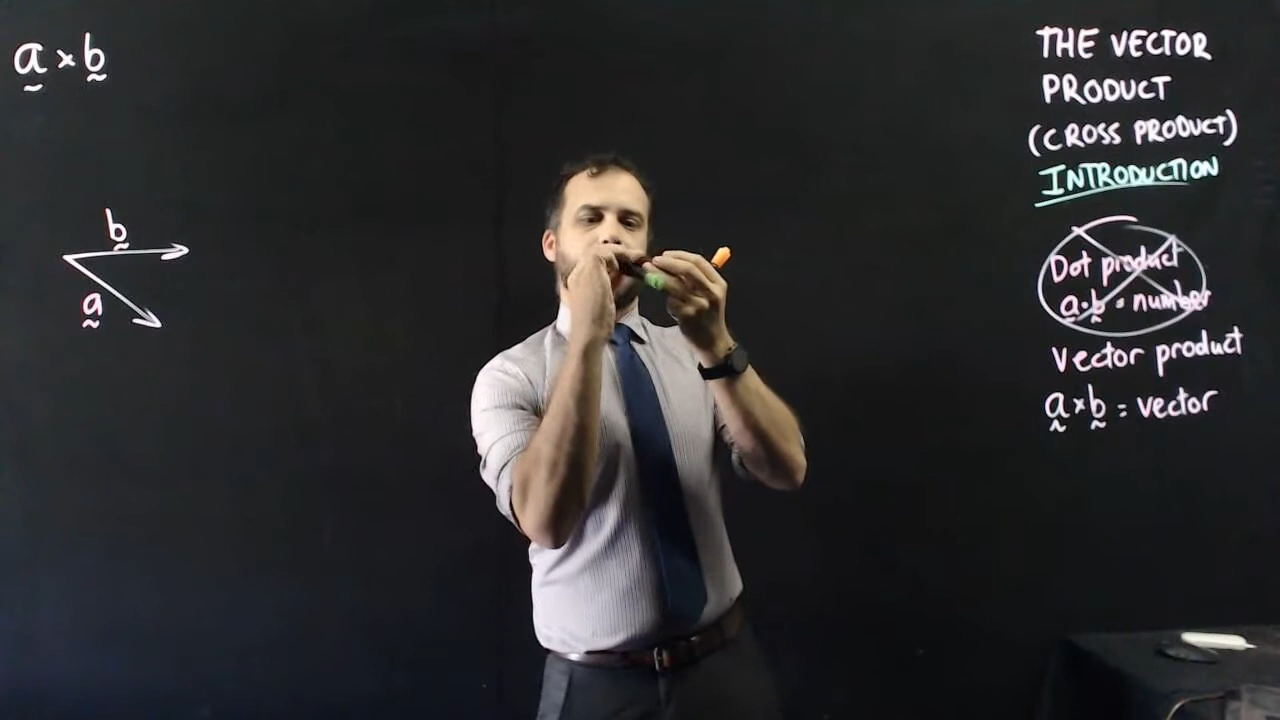 a × b
b
a
THE VECTOR
PRODUCT
(CROSS PRODUCT)
INTRODUCTION
Dot product
a · b = number
Vector product
a × b = vector